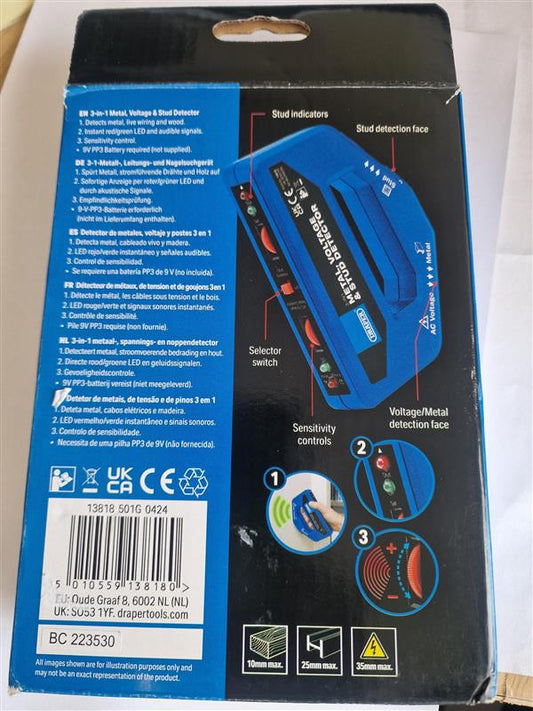 EN 3-in-1 Metal, Voltage & Stud Detector
1. Detects metal, live wiring and wood.
2. Instant red/green LED and audible signals.
3. Sensitivity control.
• 9V PP3 Battery required (not supplied).
DE 3-1-Metall-, Leitungs- und Nagelsuchgerät
1. Spürt Metall, stromführende Drähte und Holz auf
2. Sofortige Anzeige per roter/grüner LED und
durch akustische Signale.
3. Empfindlichkeitsprüfung.
• 9-V-PP3-Batterie erforderlich
(nicht im Lieferumfang enthalten).
ES Detector de metales, voltaje y postes 3 en 1
1. Detecta metal, cableado vivo y madera.
2. LED rojo/verde instantáneo y señales audibles.
3. Control de sensibilidad.
• Se requiere una batería PP3 de 9 V (no incluida).
FR Détecteur de métaux, de tension et de goujons 3en 1
1. Détecte le métal, les câbles sous tension et le bois.
2. LED rouge/verte et signaux sonores instantanés.
3. Contrôle de sensibilité.
• Pile 9V PP3 requise (non fournie).
NL 3-in-1 metaal-, spannings- en noppendetector
1. Detecteert metaal, stroomvoerende bedrading en hout.
2. Directe rood/groene LED en geluidssignalen.
3. Gevoeligheidscontrole.
• 9V PP3-batterij vereist (niet meegeleverd).
Detetor de metais, de tensão e de pinos 3 em 1
1. Deteta metal, cabos elétricos e madeira.
2. LED vermelho/verde instantâneo e sinais sonoros.
3. Controlo de sensibilidade.
• Necessita de uma pilha PP3 de 9V (não fornecida).
Stud indicators
Stud detection face
Stud
METAL VOLTAGE
& STUD DETECTOR
DRAPER
AC Voltage
Metal
Selector
switch
Sensitivity
controls
Voltage/Metal
detection face
1
2
3
UK
CA
CE
13818 501G 0424
5 010559 138180 >
EU: Oude Graaf 8, 6002 NL (NL)
UK: SO53 1YF. drapertools.com
BC 223530
10mm max.
25mm max.
35mm max.
All images shown are for illustration purposes only and
may not be an exact representation of the product.